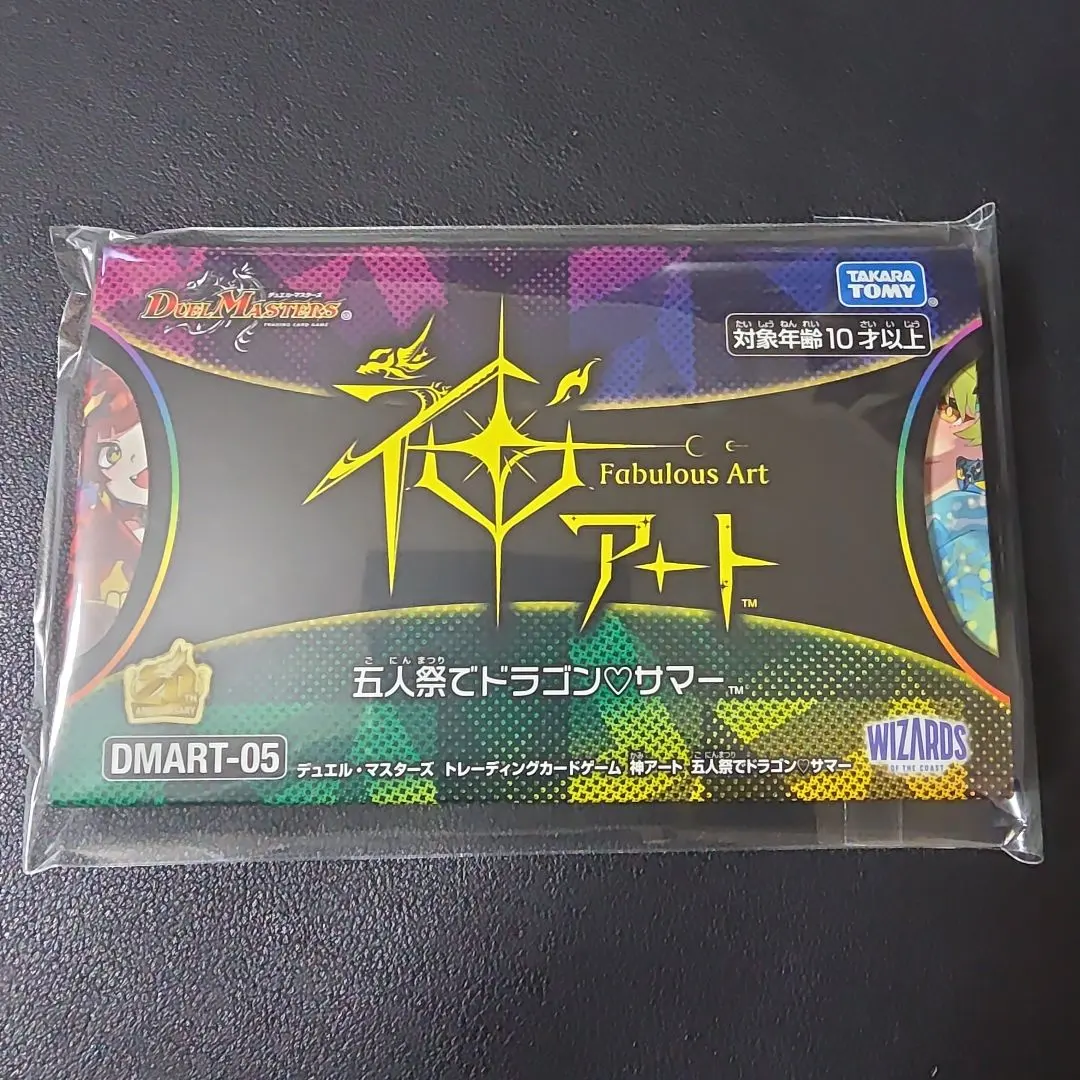 デュエル・マスターズ
DUEL MASTERS
TRADING CARD GAME
TAKARA TOMY
たいしょうねんれい さい いじょう
対象年齢10才以上
神
Fabulous Art
アート™
ご にんまつり
五人祭でドラゴン♡サマー™
TH
ANNIVERSARY
WIZARDS
OF THE COAST
DMART-05
かみ ご にんまつり
デュエル・マスターズ トレーディングカードゲーム 神アート 五人祭でドラゴン♡サマー